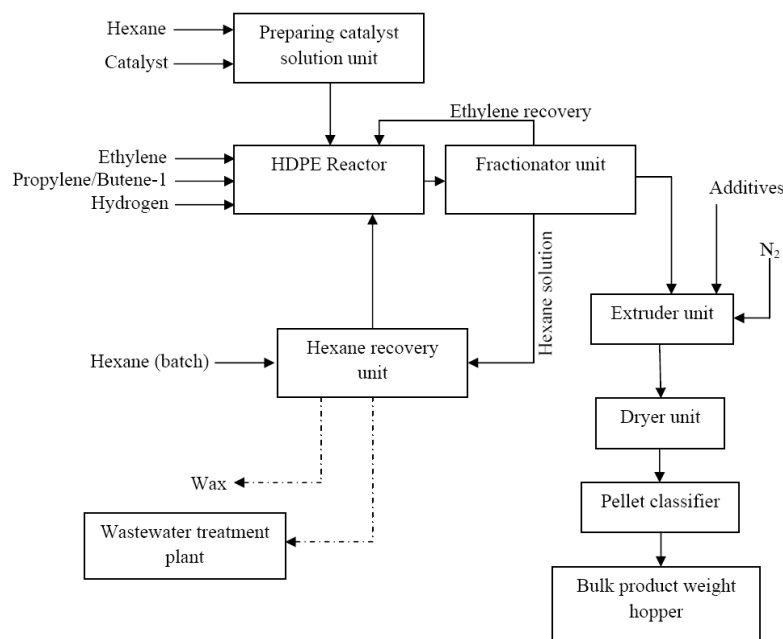 Hexane
Preparing catalyst
solution unit
Catalyst
Ethylene recovery
Ethylene
HDPE Reactor
Fractionator unit
Propylene/Butene-1
Hydrogen
Additives
N₂
Hexane solution
Extruder unit
Hexane (batch)
Hexane recovery
unit
Dryer unit
Wax
Pellet classifier
Wastewater treatment
plant
Bulk product weight
hopper